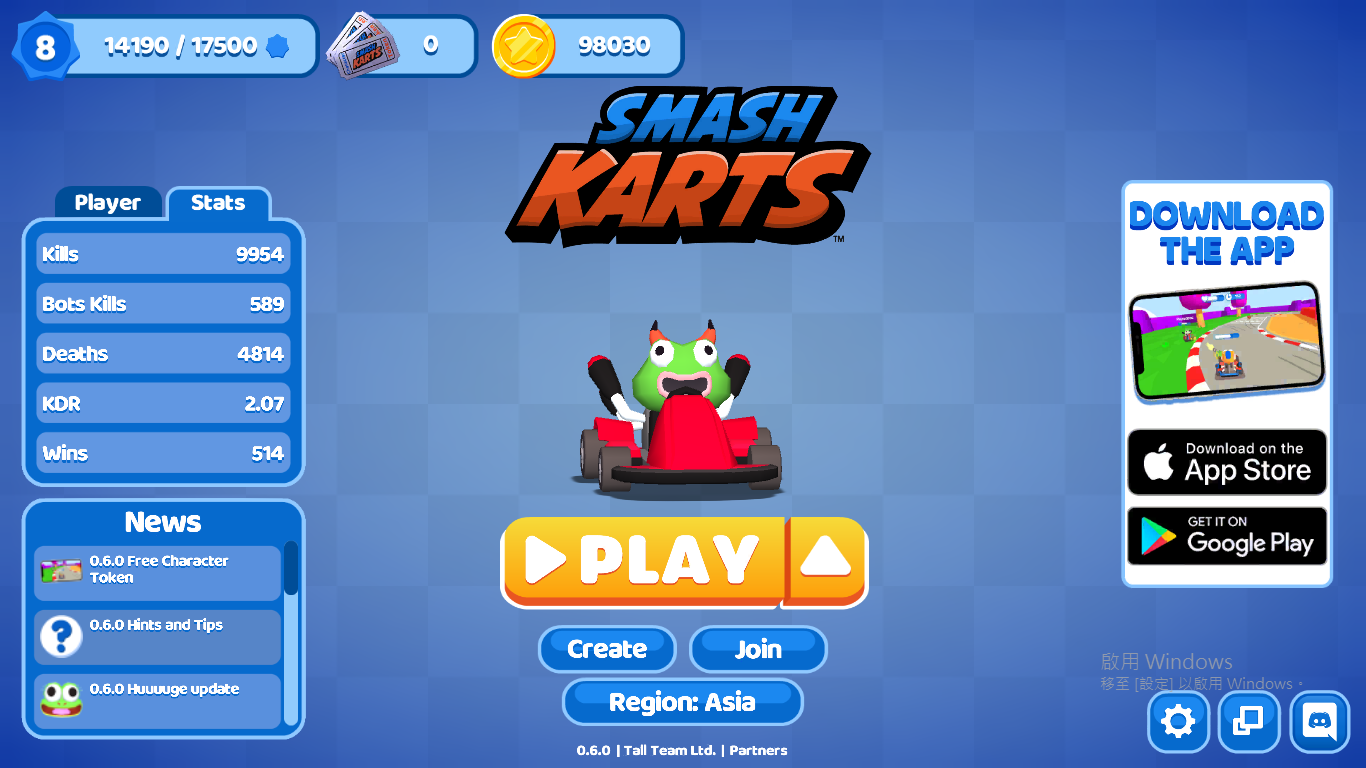 8
14190 / 17500
SMASH KARTS
0
98030
SMASH
KARTS
TM
Player
Stats
Kills 9954
Bots Kills 589
Deaths 4814
KDR 2.07
Wins 514
News
0.6.0 Free Character
Token
?
0.6.0 Hints and Tips
0.6.0 Huuuuge update
PLAY
Create
Join
Region: Asia
0.6.0 | Tall Team Ltd. | Partners
DOWNLOAD
THE APP
Download on the
App Store
GET IT ON
Google Play
啟用 Windows
移至 [設定] 以啟用 Windows。